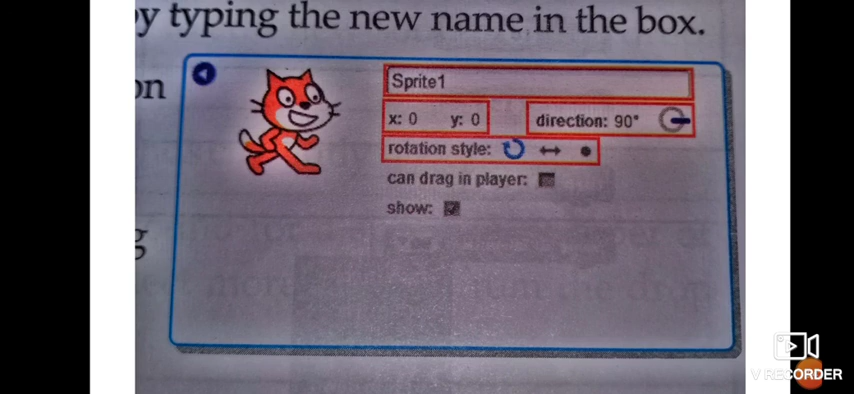 y typing the new name in the box.
on
Sprite1
x: 0 y: 0 direction: 90°
rotation style:
can drag in player:
show:
g
V RECORDER